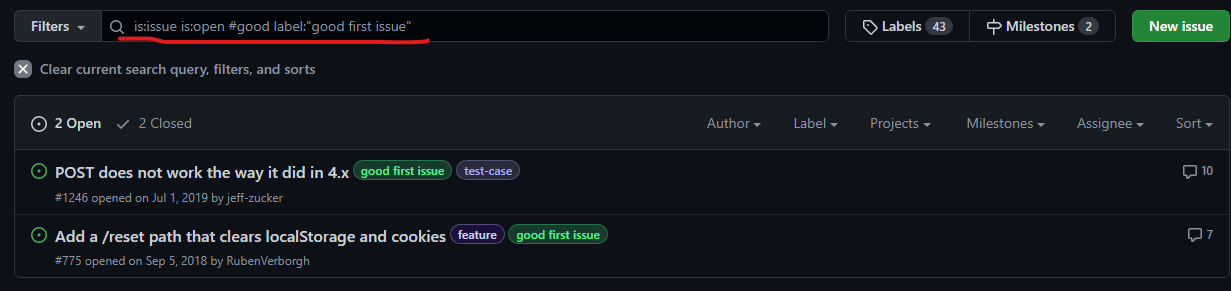 Filters is:issue is:open #good label:"good first issue" Labels 43 Milestones 2 New issue
Clear current search query, filters, and sorts
2 Open 2 Closed Author Label Projects Milestones Assignee Sort
POST does not work the way it did in 4.x good first issue test-case 10
#1246 opened on Jul 1, 2019 by jeff-zucker
Add a /reset path that clears localStorage and cookies feature good first issue 7
#775 opened on Sep 5, 2018 by RubenVerborgh